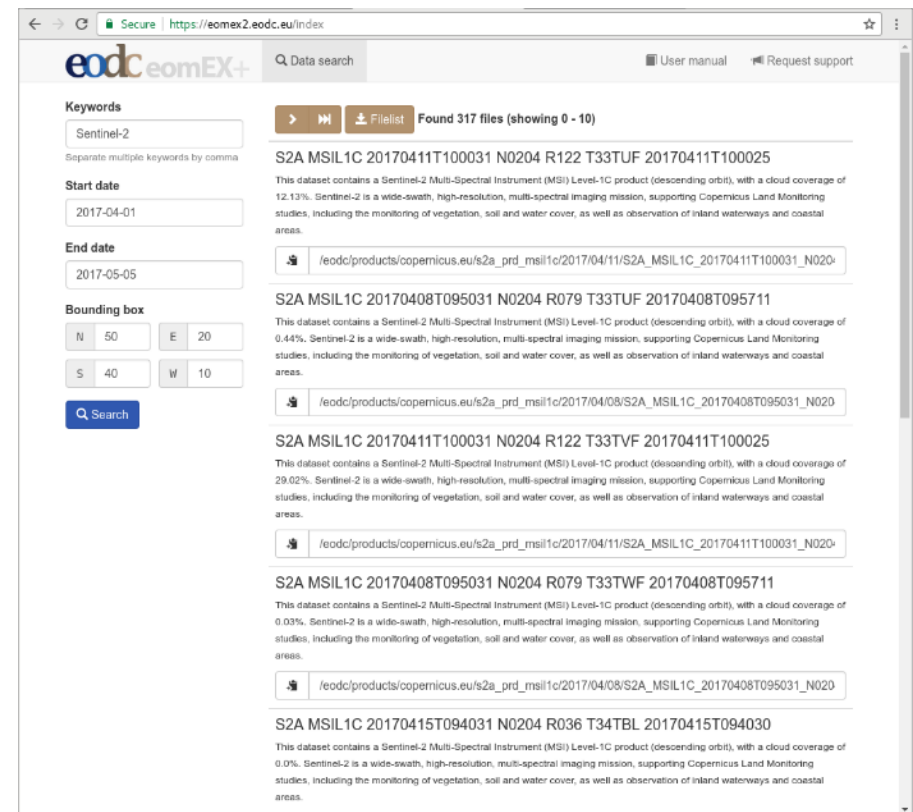 Secure | https://eomex2.eodc.eu/index
eodc eomEX+
Data search
User manual
Request support
Keywords
Sentinel-2
Separate multiple keywords by comma
Start date
2017-04-01
End date
2017-05-05
Bounding box
N 50 E 20
S 40 W 10
Search
Filelist Found 317 files (showing 0 - 10)
S2A MSIL1C 20170411T100031 N0204 R122 T33TUF 20170411T100025
This dataset contains a Sentinel-2 Multi-Spectral Instrument (MSI) Level-1C product (descending orbit), with a cloud coverage of
12.13%. Sentinel-2 is a wide-swath, high-resolution, multi-spectral imaging mission, supporting Copernicus Land Monitoring
studies, including the monitoring of vegetation, soil and water cover, as well as observation of inland waterways and coastal
areas.
/eodc/products/copernicus.eu/s2a_prd_msil1c/2017/04/11/S2A_MSIL1C_20170411T100031_N0204
S2A MSIL1C 20170408T095031 N0204 R079 T33TUF 20170408T095711
This dataset contains a Sentinel-2 Multi-Spectral Instrument (MSI) Level-1C product (descending orbit), with a cloud coverage of
0.44%. Sentinel-2 is a wide-swath, high-resolution, multi-spectral imaging mission, supporting Copernicus Land Monitoring
studies, including the monitoring of vegetation, soil and water cover, as well as observation of inland waterways and coastal
areas.
/eodc/products/copernicus.eu/s2a_prd_msil1c/2017/04/08/S2A_MSIL1C_20170408T095031_N020
S2A MSIL1C 20170411T100031 N0204 R122 T33TVF 20170411T100025
This dataset contains a Sentinel-2 Multi-Spectral Instrument (MSI) Level-1C product (descending orbit), with a cloud coverage of
29.02%. Sentinel-2 is a wide-swath, high-resolution, multi-spectral imaging mission, supporting Copernicus Land Monitoring
studies, including the monitoring of vegetation, soil and water cover, as well as observation of inland waterways and coastal
areas.
/eodc/products/copernicus.eu/s2a_prd_msil1c/2017/04/11/S2A_MSIL1C_20170411T100031_N0204
S2A MSIL1C 20170408T095031 N0204 R079 T33TWF 20170408T095711
This dataset contains a Sentinel-2 Multi-Spectral Instrument (MSI) Level-1C product (descending orbit), with a cloud coverage of
0.03%. Sentinel-2 is a wide-swath, high-resolution, multi-spectral imaging mission, supporting Copernicus Land Monitoring
studies, including the monitoring of vegetation, soil and water cover, as well as observation of inland waterways and coastal
areas.
/eodc/products/copernicus.eu/s2a_prd_msil1c/2017/04/08/S2A_MSIL1C_20170408T095031_N020
S2A MSIL1C 20170415T094031 N0204 R036 T34TBL 20170415T094030
This dataset contains a Sentinel-2 Multi-Spectral Instrument (MSI) Level-1C product (descending orbit), with a cloud coverage of
0.0%. Sentinel-2 is a wide-swath, high-resolution, multi-spectral imaging mission, supporting Copernicus Land Monitoring
studies, including the monitoring of vegetation, soil and water cover, as well as observation of inland waterways and coastal
areas.